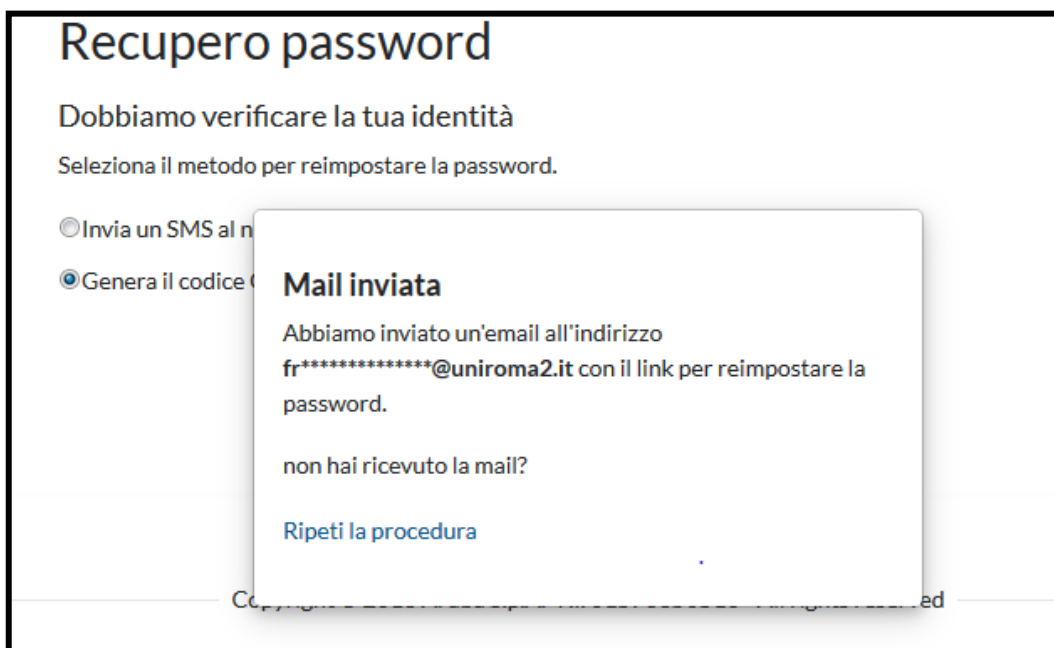 Recupero password
Dobbiamo verificare la tua identità
Seleziona il metodo per reimpostare la password.
Invia un SMS al n
Genera il codice
Mail inviata
Abbiamo inviato un'email all'indirizzo
fr**************@uniroma2.it con il link per reimpostare la
password.
non hai ricevuto la mail?
Ripeti la procedura